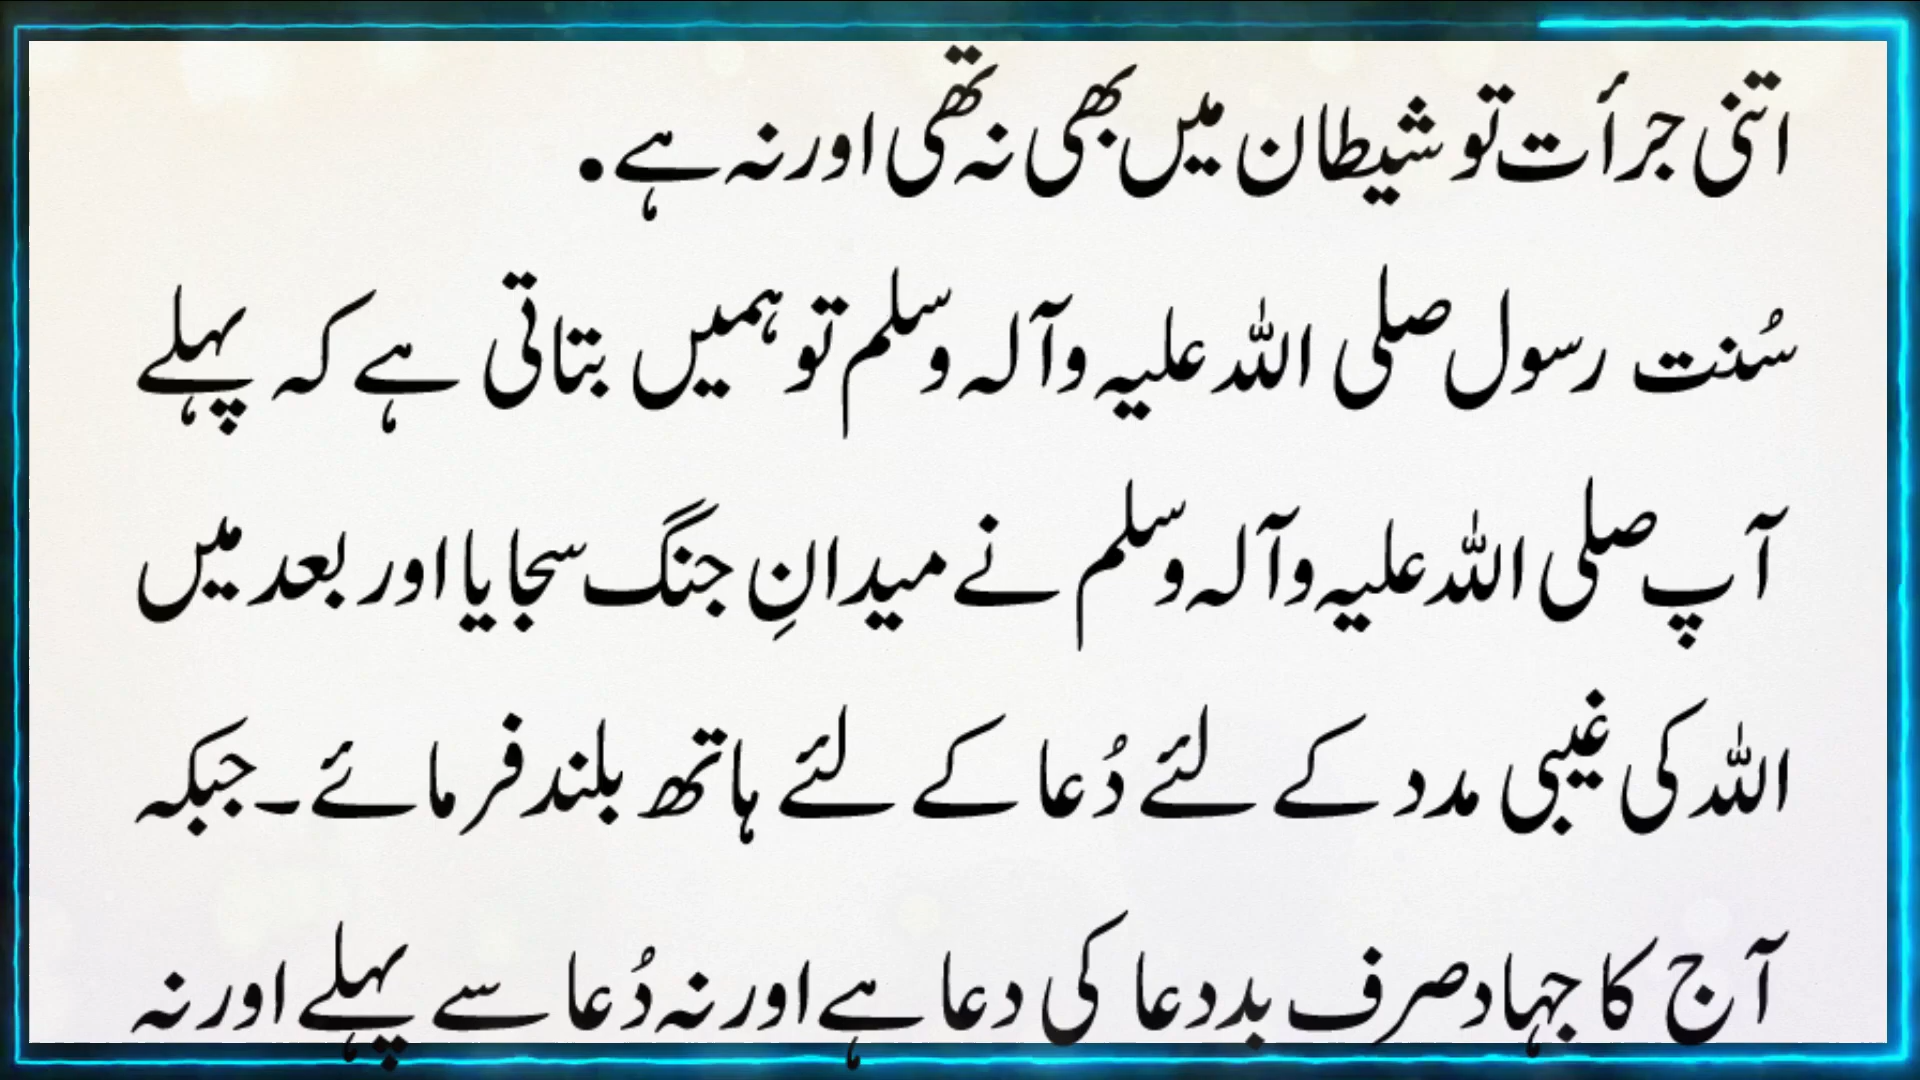 اتنی جرأت تو شیطان میں بھی نہ تھی اور نہ ہے.
سُنت رسول صلی اللہ علیہ وآلہ وسلم تو ہمیں بتاتی ہے کہ پہلے
آپ صلی اللہ علیہ وآلہ وسلم نے میدانِ جنگ سجایا اور بعد میں
اللہ کی غیبی مدد کے لئے دُعا کے لئے ہاتھ بلند فرمائے۔ جبکہ
آج کا جہاد صرف بددعا کی دعا ہے اور نہ دُعا سے پہلے اور نہ